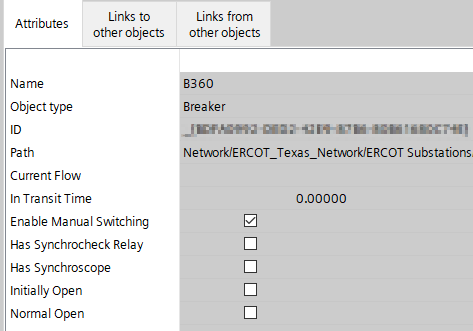 Attributes
Links to
other objects
Links from
other objects
Name B360
Object type Breaker
ID
Path Network/ERCOT_Texas_Network/ERCOT Substations
Current Flow
In Transit Time 0.00000
Enable Manual Switching
Has Synchrocheck Relay
Has Synchroscope
Initially Open
Normal Open